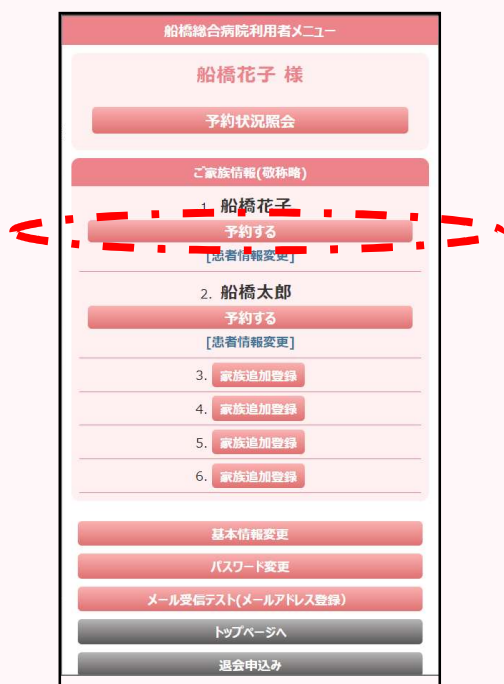 船橋総合病院利用者メニュー
船橋花子 様
予約状況照会
ご家族情報(敬称略)
1. 船橋花子
予約する
[患者情報変更]
2. 船橋太郎
予約する
[患者情報変更]
3. 家族追加登録
4. 家族追加登録
5. 家族追加登録
6. 家族追加登録
基本情報変更
パスワード変更
メール受信テスト(メールアドレス登録)
トップページへ
退会申込み